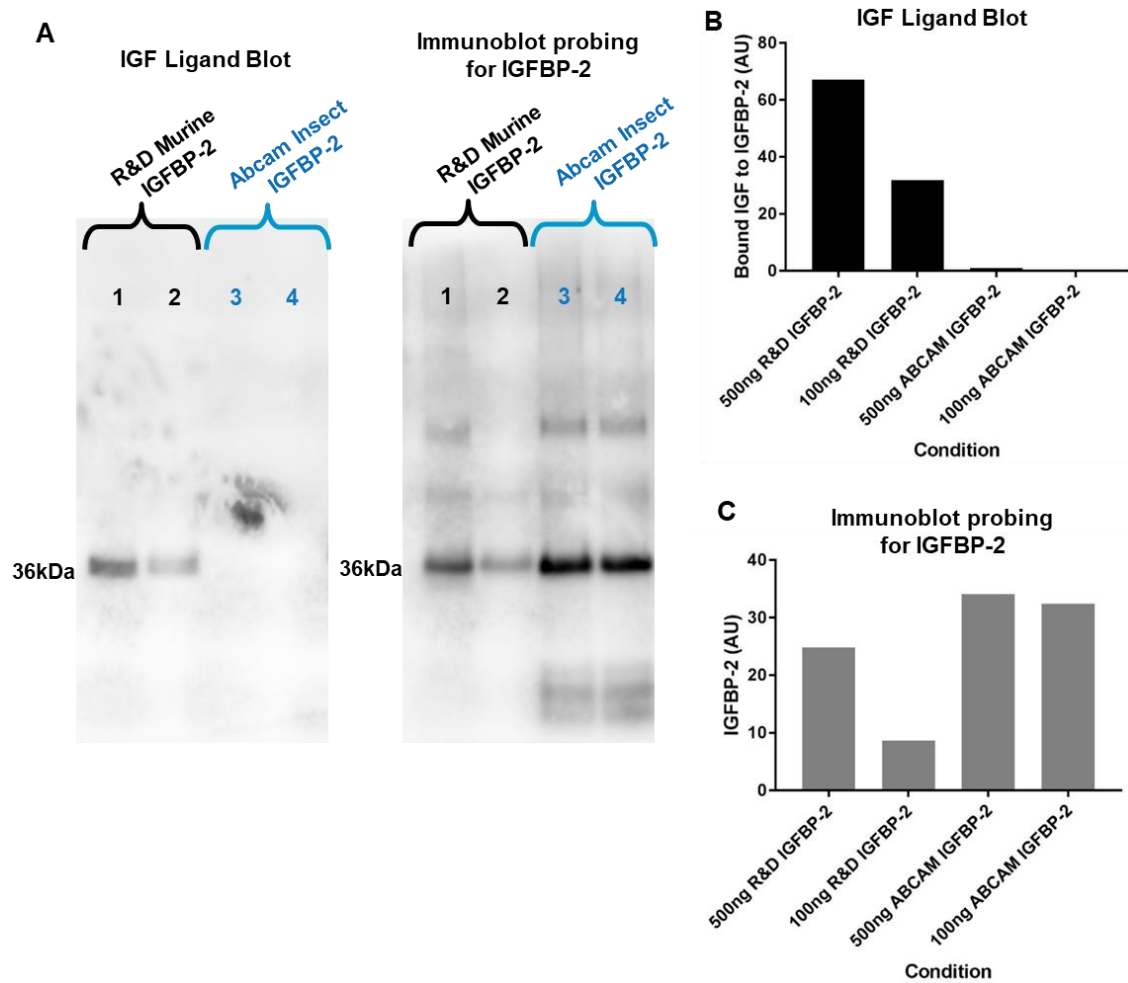 A
IGF Ligand Blot
R&D Murine
IGFBP-2
Abcam Insect
IGFBP-2
1 2 3 4
36kDa
Immunoblot probing
for IGFBP-2
R&D Murine
IGFBP-2
Abcam Insect
IGFBP-2
1 2 3 4
36kDa
B
IGF Ligand Blot
Bound IGF to IGFBP-2 (AU)
80
60
40
20
0
500ng R&D IGFBP-2
100ng R&D IGFBP-2
500ng ABCAM IGFBP-2
100ng ABCAM IGFBP-2
Condition
C
Immunoblot probing
for IGFBP-2
IGFBP-2 (AU)
40
30
20
10
0
500ng R&D IGFBP-2
100ng R&D IGFBP-2
500ng ABCAM IGFBP-2
100ng ABCAM IGFBP-2
Condition